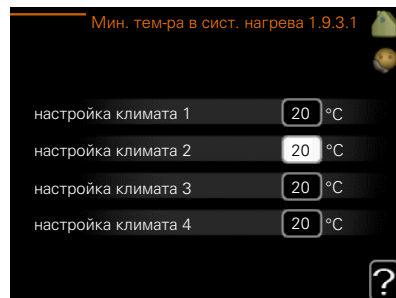 Мин. тем-ра в сист. нагрева 1.9.3.1
настройка климата 1 20 °C
настройка климата 2 20 °C
настройка климата 3 20 °C
настройка климата 4 20 °C
?